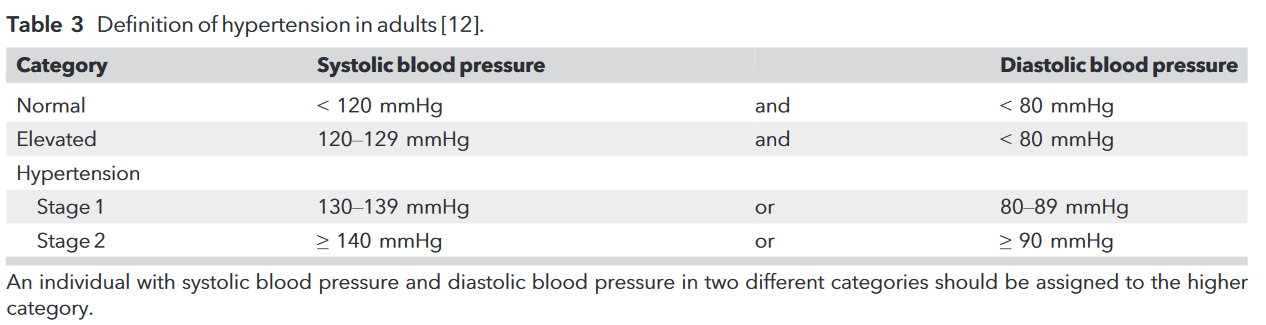 Table 3 Definition of hypertension in adults [12].
Category Systolic blood pressure Diastolic blood pressure
Normal < 120 mmHg and < 80 mmHg
Elevated 120–129 mmHg and < 80 mmHg
Hypertension
Stage 1 130–139 mmHg or 80–89 mmHg
Stage 2 ≥ 140 mmHg or ≥ 90 mmHg
An individual with systolic blood pressure and diastolic blood pressure in two different categories should be assigned to the higher
category.